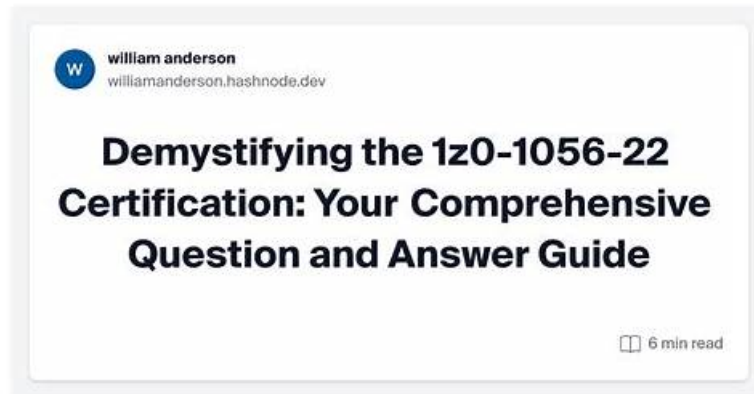 W
william anderson
williamanderson.hashnode.dev
Demystifying the 1z0-1056-22
Certification: Your Comprehensive
Question and Answer Guide
6 min read